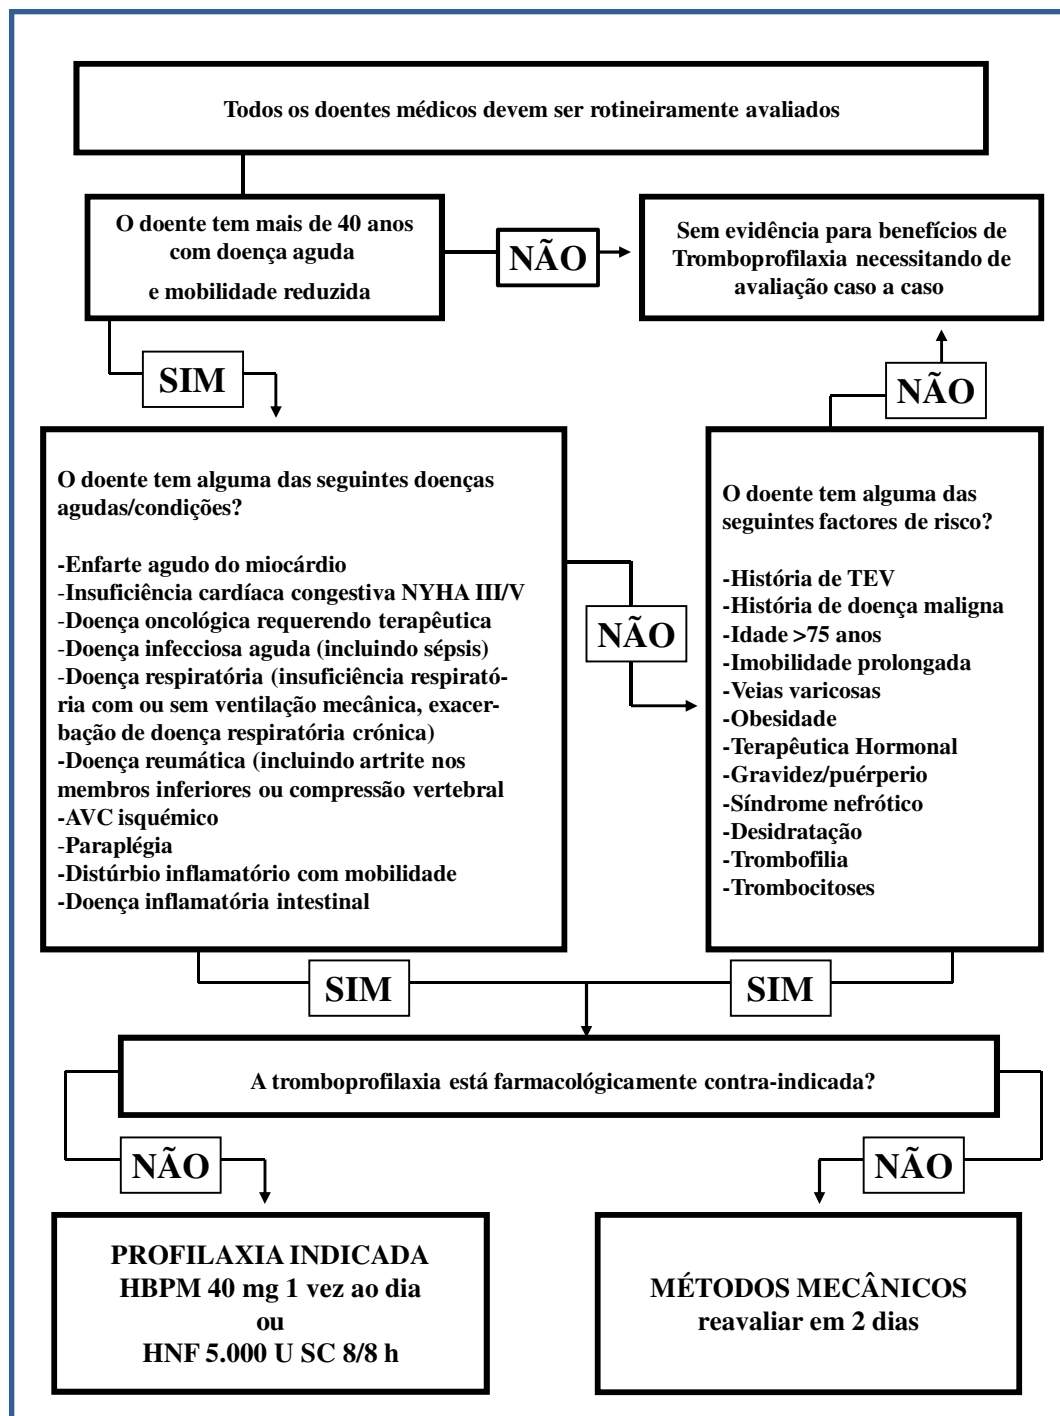 Todos os doentes médicos devem ser rotineiramente avaliados
O doente tem mais de 40 anos
com doença aguda
e mobilidade reduzida
NÃO
Sem evidência para benefícios de
Tromboprofilaxia necessitando de
avaliação caso a caso
SIM
NÃO
O doente tem alguma das seguintes doenças
agudas/condições?
-Enfarte agudo do miocárdio
-Insuficiência cardíaca congestiva NYHA III/V
-Doença oncológica requerendo terapêutica
-Doença infecciosa aguda (incluindo sépsis)
-Doença respiratória (insuficiência respirató-
ria com ou sem ventilação mecânica, exacer-
bação de doença respiratória crónica)
-Doença reumática (incluindo artrite nos
membros inferiores ou compressão vertebral
-AVC isquémico
-Paraplégia
-Distúrbio inflamatório com mobilidade
-Doença inflamatória intestinal
NÃO
O doente tem alguma das
seguintes factores de risco?
-História de TEV
-História de doença maligna
-Idade >75 anos
-Imobilidade prolongada
-Veias varicosas
-Obesidade
-Terapêutica Hormonal
-Gravidez/puérperio
-Síndrome nefrótico
-Desidratação
-Trombofilia
-Trombocitoses
SIM
SIM
A tromboprofilaxia está farmacológicamente contra-indicada?
NÃO
NÃO
PROFILAXIA INDICADA
HBPM 40 mg 1 vez ao dia
ou
HNF 5.000 U SC 8/8 h
MÉTODOS MECÂNICOS
reavaliar em 2 dias